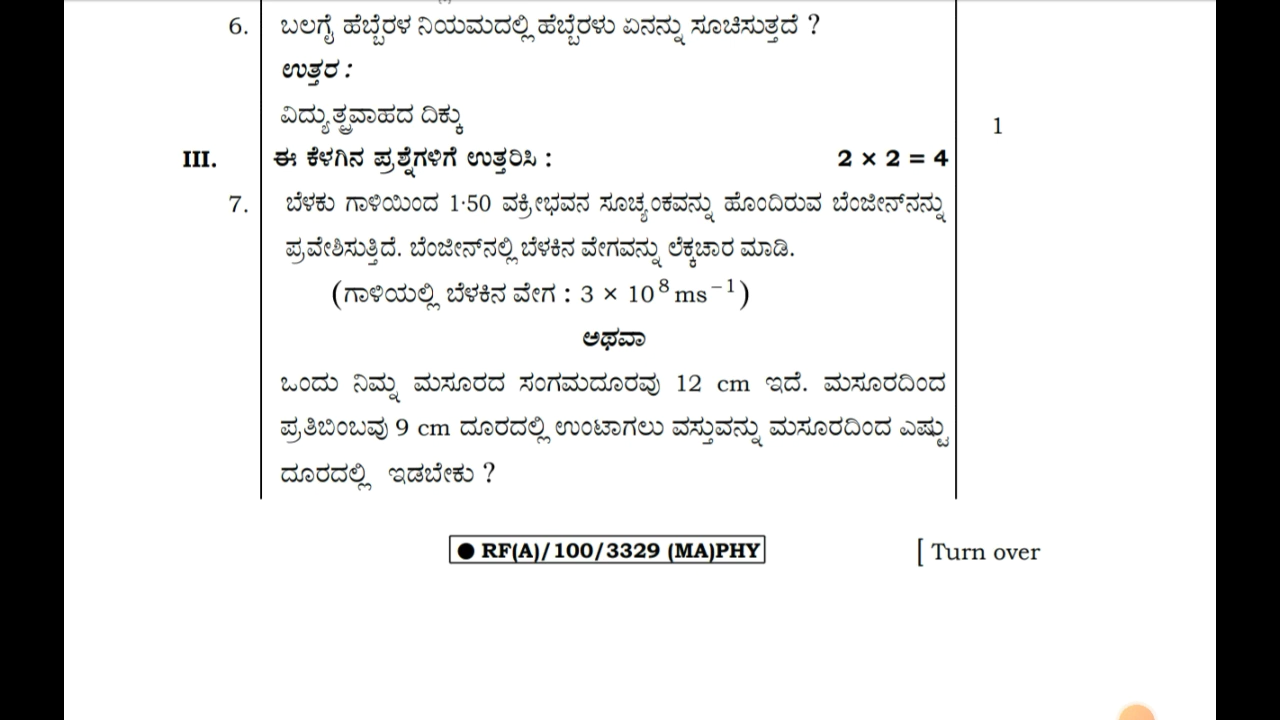 6. ಬಲಗೈ ಹೆಬ್ಬೆರಳ ನಿಯಮದಲ್ಲಿ ಹೆಬ್ಬೆರಳು ಏನನ್ನು ಸೂಚಿಸುತ್ತದೆ ?
ಉತ್ತರ :
ವಿದ್ಯುತ್ಪ್ರವಾಹದ ದಿಕ್ಕು
1
III. ಈ ಕೆಳಗಿನ ಪ್ರಶ್ನೆಗಳಿಗೆ ಉತ್ತರಿಸಿ : 2 × 2 = 4
7. ಬೆಳಕು ಗಾಳಿಯಿಂದ 1·50 ವಕ್ರೀಭವನ ಸೂಚ್ಯಂಕವನ್ನು ಹೊಂದಿರುವ ಬೆಂಜೀನ್‌ನನ್ನು
ಪ್ರವೇಶಿಸುತ್ತಿದೆ. ಬೆಂಜೀನ್‌ನಲ್ಲಿ ಬೆಳಕಿನ ವೇಗವನ್ನು ಲೆಕ್ಕಚಾರ ಮಾಡಿ.
(ಗಾಳಿಯಲ್ಲಿ ಬೆಳಕಿನ ವೇಗ : 3 × 10⁸ ms⁻¹)
ಅಥವಾ
ಒಂದು ನಿಮ್ನ ಮಸೂರದ ಸಂಗಮದೂರವು 12 cm ಇದೆ. ಮಸೂರದಿಂದ
ಪ್ರತಿಬಿಂಬವು 9 cm ದೂರದಲ್ಲಿ ಉಂಟಾಗಲು ವಸ್ತುವನ್ನು ಮಸೂರದಿಂದ ಎಷ್ಟು
ದೂರದಲ್ಲಿ ಇಡಬೇಕು ?
● RF(A)/100/3329 (MA)PHY
[ Turn over